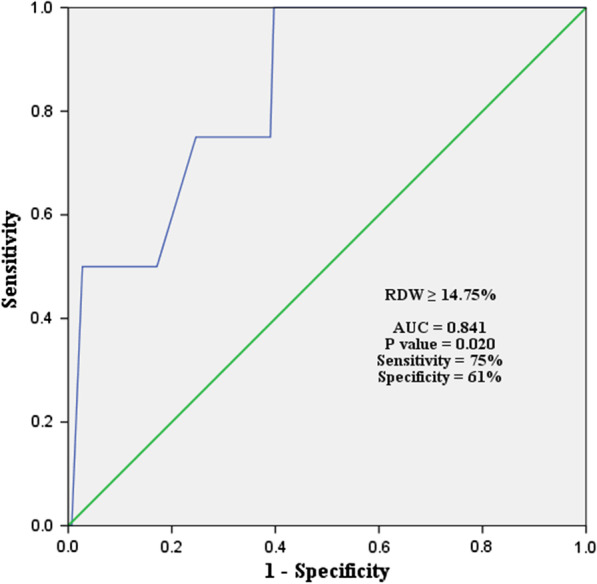 1.0
0.8
0.6
0.4
0.2
0.0
Sensitivity
RDW ≥ 14.75%
AUC = 0.841
P value = 0.020
Sensitivity = 75%
Specificity = 61%
0.0 0.2 0.4 0.6 0.8 1.0
1 - Specificity